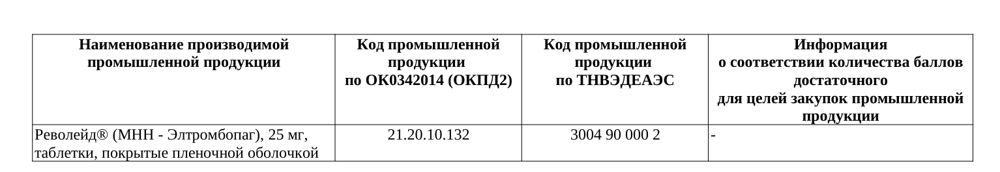 Наименование производимой
промышленной продукции
Код промышленной
продукции
по ОК0342014 (ОКПД2)
Код промышленной
продукции
по ТНВЭДЕАЭС
Информация
о соответствии количества баллов
достаточного
для целей закупок промышленной
продукции
Револейд® (МНН - Элтромбопаг), 25 мг,
таблетки, покрытые пленочной оболочкой
21.20.10.132
3004 90 000 2
-